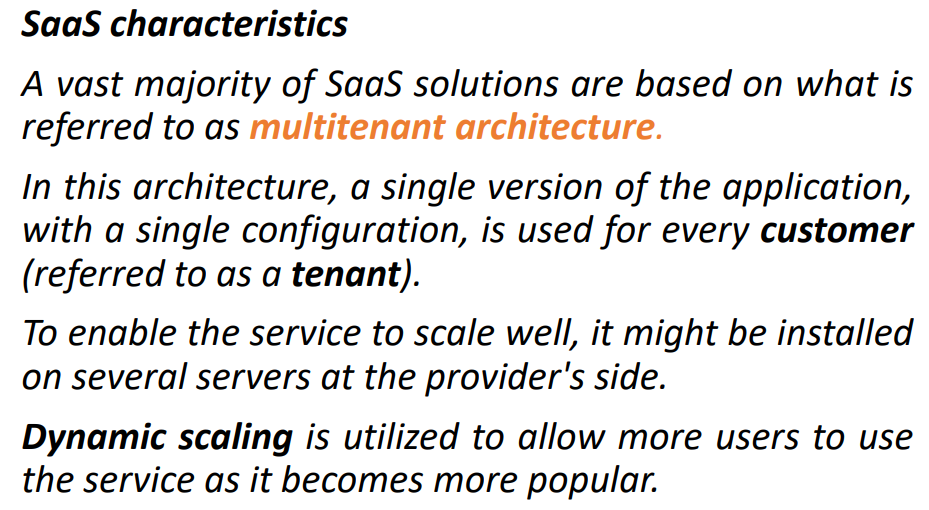 SaaS characteristics
A vast majority of SaaS solutions are based on what is
referred to as multitenant architecture.
In this architecture, a single version of the application,
with a single configuration, is used for every customer
(referred to as a tenant).
To enable the service to scale well, it might be installed
on several servers at the provider's side.
Dynamic scaling is utilized to allow more users to use
the service as it becomes more popular.